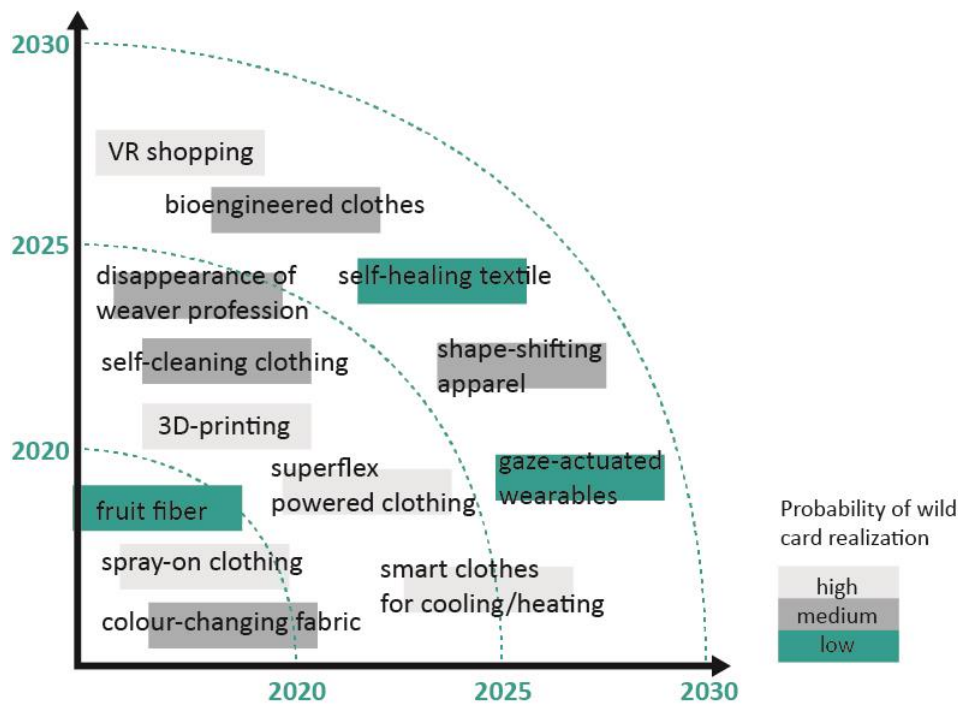 2030
VR shopping
bioengineered clothes
2025
disappearance of
weaver profession
self-healing textile
self-cleaning clothing
shape-shifting
apparel
3D-printing
2020
superflex
powered clothing
gaze-actuated
wearables
fruit fiber
spray-on clothing
smart clothes
for cooling/heating
colour-changing fabric
2020
2025
2030
Probability of wild
card realization
high
medium
low